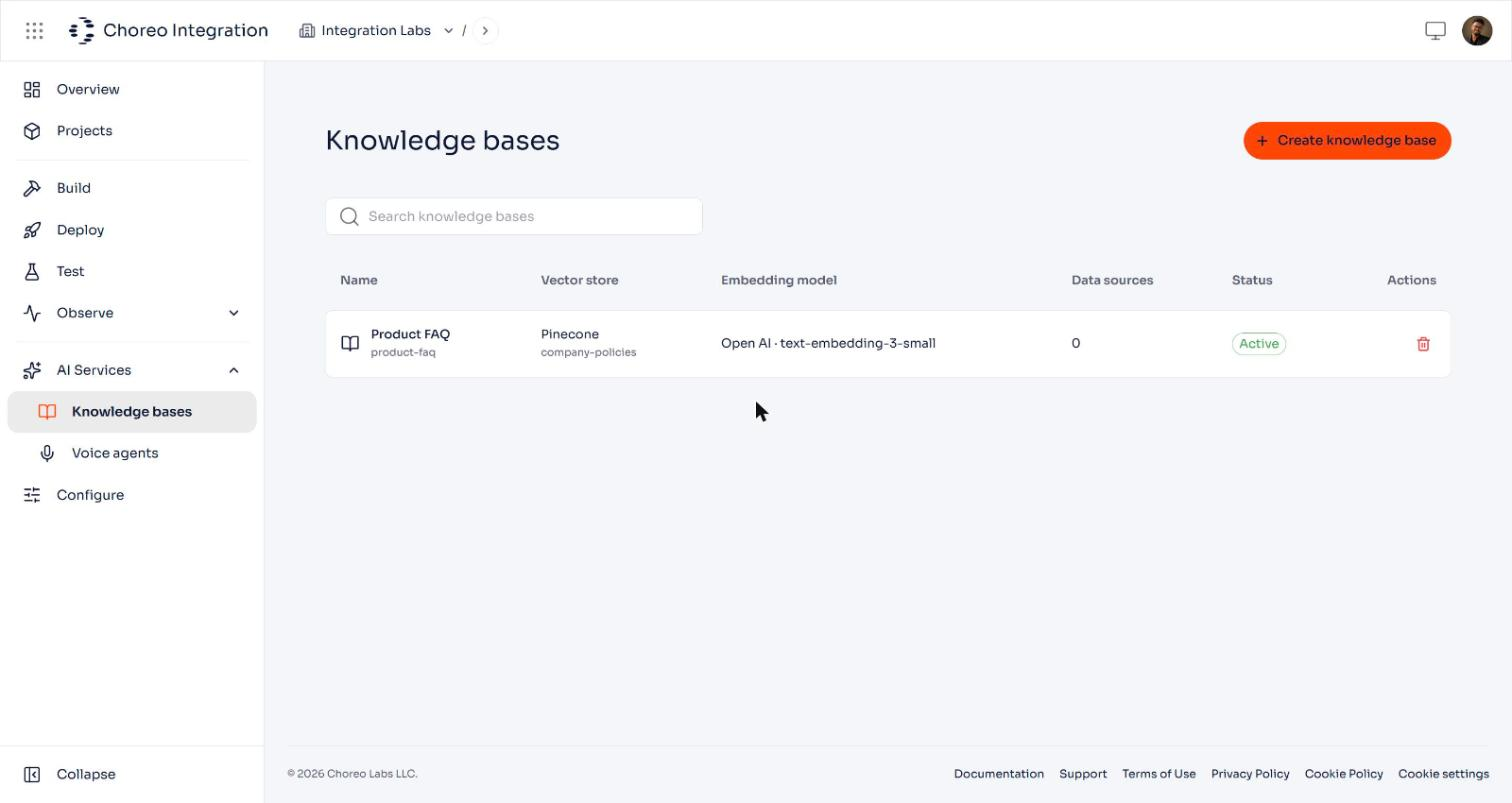 Choreo Integration
Integration Labs
/
Overview
Projects
Build
Deploy
Test
Observe
AI Services
Knowledge bases
Voice agents
Configure
Collapse
Knowledge bases
+ Create knowledge base
Search knowledge bases
Name Vector store Embedding model Data sources Status Actions
Product FAQ
product-faq
Pinecone
company-policies
Open AI · text-embedding-3-small
0
Active
© 2026 Choreo Labs LLC.
Documentation Support Terms of Use Privacy Policy Cookie Policy Cookie settings